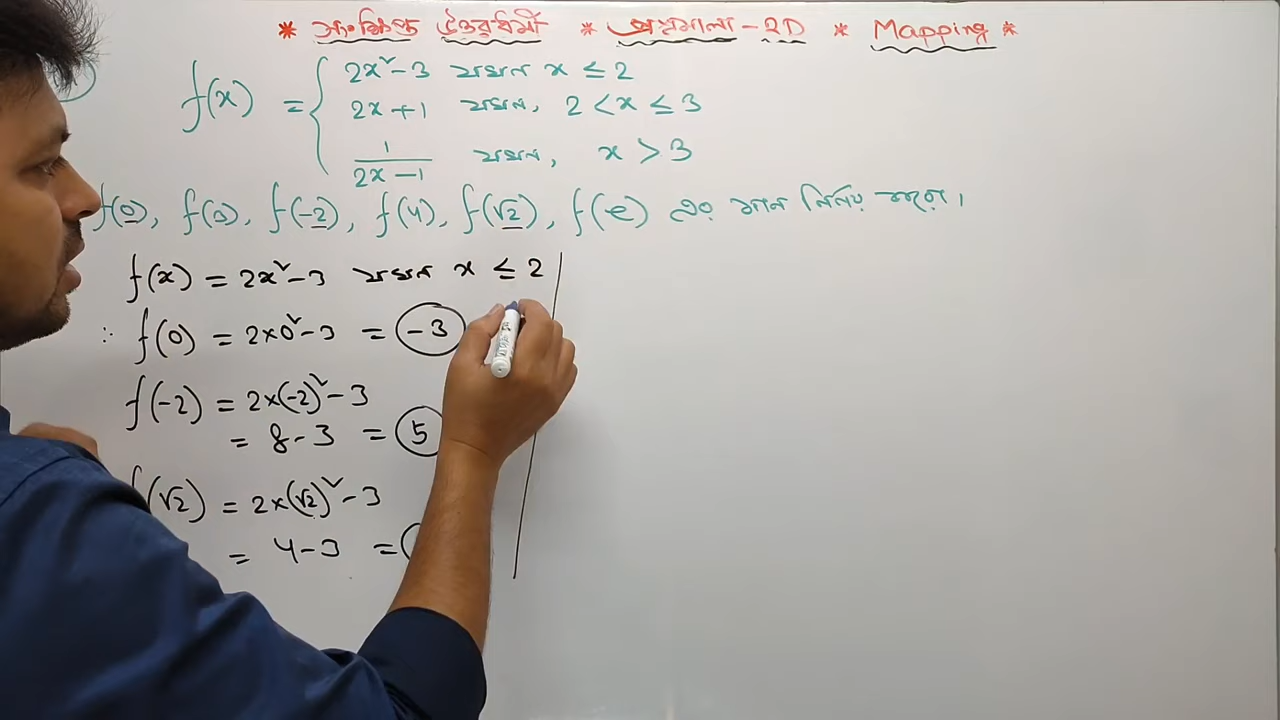 * সংক্ষিপ্ত উত্তরধর্মী * প্রশ্নমালা - 2D * Mapping *
f(x) = { 2x² - 3 যখন x ≤ 2
2x + 1 যখন, 2 < x ≤ 3
1/(2x - 1) যখন, x > 3
f(0), f(3), f(-2), f(4), f(√2), f(e) এর মান নির্ণয় করো।
f(x) = 2x² - 3 যখন x ≤ 2
∴ f(0) = 2×0² - 3 = -3
f(-2) = 2×(-2)² - 3
= 8 - 3 = 5
f(√2) = 2×(√2)² - 3
= 4 - 3 =